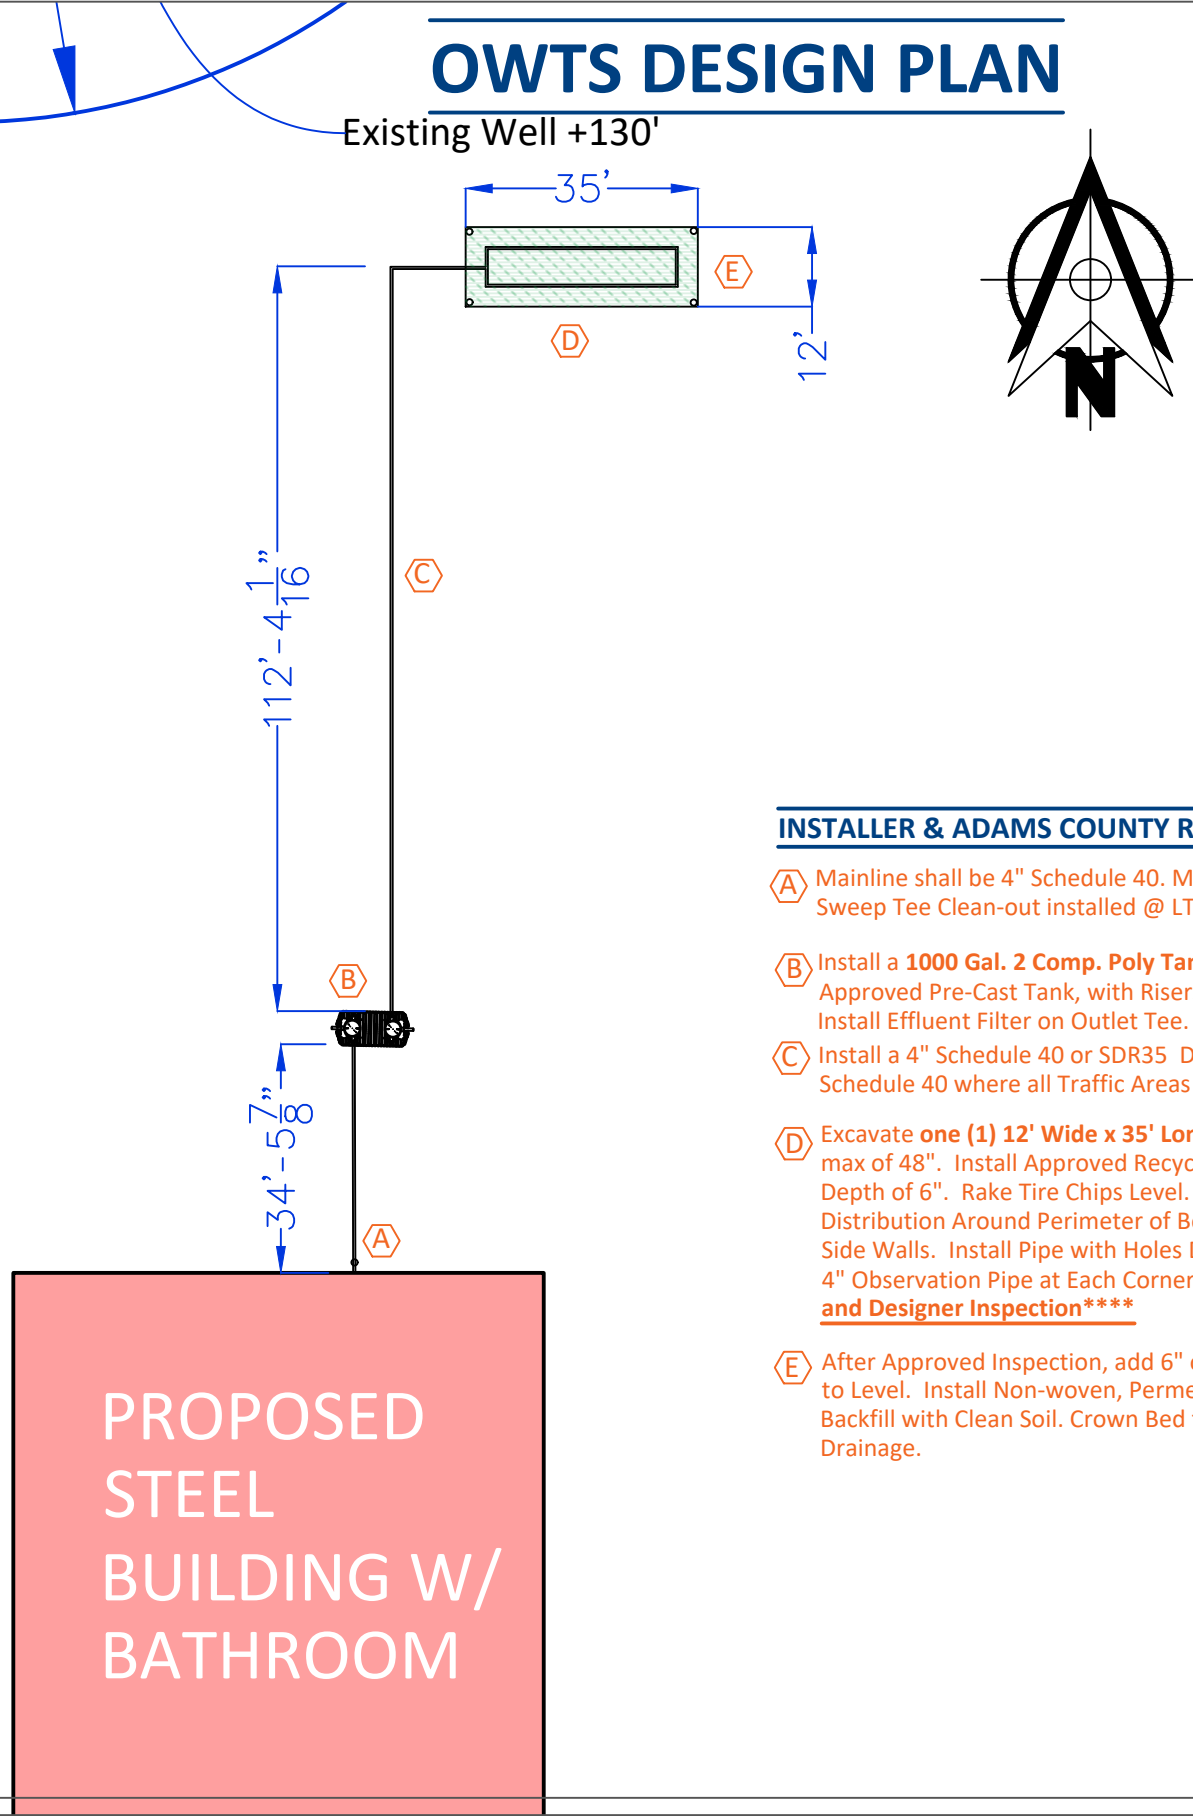 OWTS DESIGN PLAN
Existing Well +130'
35'
12'
E
D
N
C
112'-4 1/16"
B
34'-5 7/8"
A
PROPOSED
STEEL
BUILDING W/
BATHROOM
INSTALLER & ADAMS COUNTY R
A Mainline shall be 4" Schedule 40. M
Sweep Tee Clean-out installed @ LT
B Install a 1000 Gal. 2 Comp. Poly Tan
Approved Pre-Cast Tank, with Riser
Install Effluent Filter on Outlet Tee.
C Install a 4" Schedule 40 or SDR35 D
Schedule 40 where all Traffic Areas
D Excavate one (1) 12' Wide x 35' Lon
max of 48". Install Approved Recyc
Depth of 6". Rake Tire Chips Level.
Distribution Around Perimeter of Be
Side Walls. Install Pipe with Holes D
4" Observation Pipe at Each Corner
and Designer Inspection****
E After Approved Inspection, add 6" o
to Level. Install Non-woven, Perme
Backfill with Clean Soil. Crown Bed
Drainage.